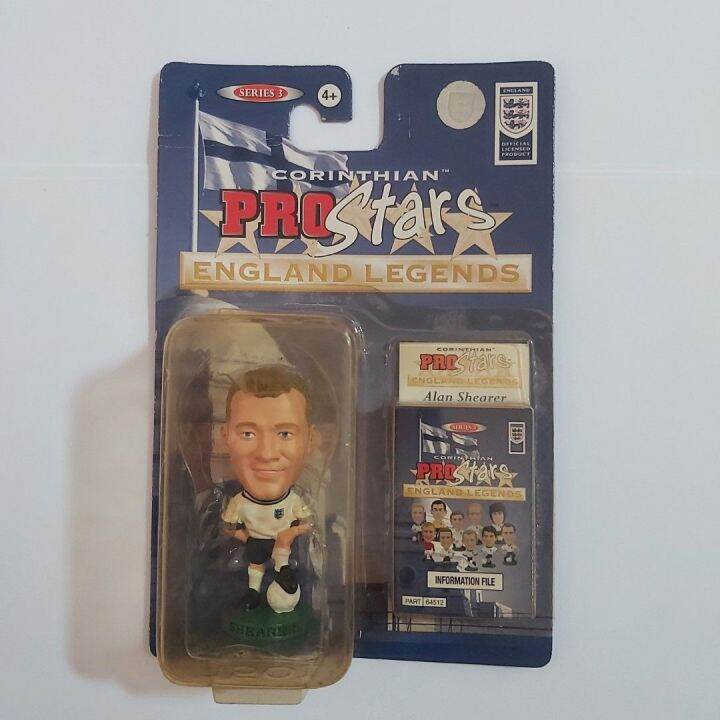 SERIES 3
4+
ENGLAND
OFFICIAL
LICENSED
PRODUCT
CORINTHIAN™
PROStars
ENGLAND LEGENDS
CORINTHIAN
PROStars
ENGLAND LEGENDS
Alan Shearer
SERIES 3
CORINTHIAN
PROStars
ENGLAND LEGENDS
INFORMATION FILE
PART 64512
SHEARER